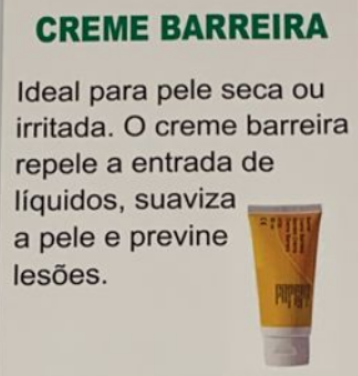 CREME BARREIRA
Ideal para pele seca ou
irritada. O creme barreira
repele a entrada de
líquidos, suaviza
a pele e previne
lesões.